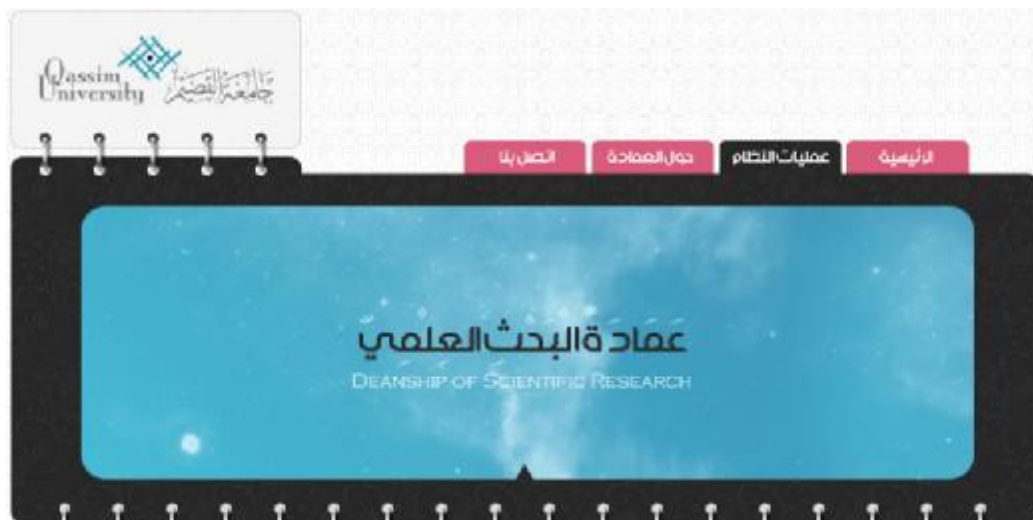 Qassim
University
جامعة القصيم
الرئيسية
عمليات النظام
حول العمادة
اتصل بنا
عمادة البحث العلمي
DEANSHIP OF SCIENTIFIC RESEARCH